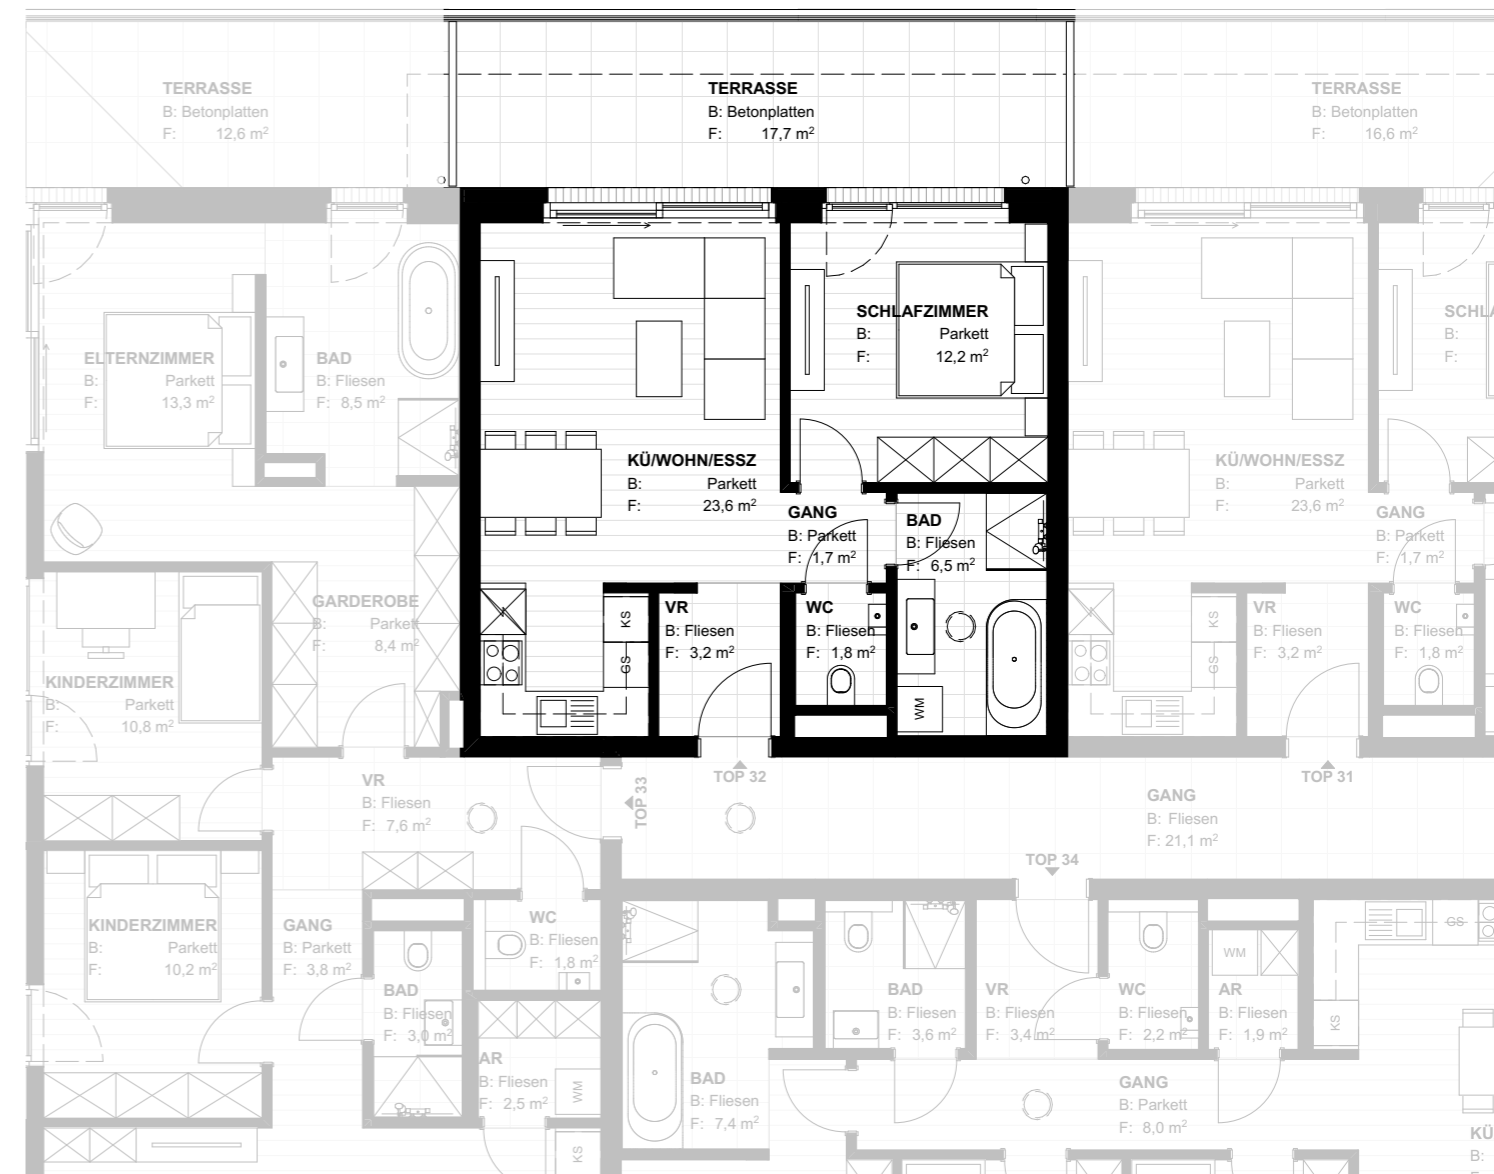 TERRASSE
B: Betonplatten
F: 12,6 m²
TERRASSE
B: Betonplatten
F: 17,7 m²
TERRASSE
B: Betonplatten
F: 16,6 m²
ELTERNZIMMER
B: Parkett
F: 13,3 m²
BAD
B: Fliesen
F: 8,5 m²
KÜ/WOHN/ESSZ
B: Parkett
F: 23,6 m²
SCHLAFZIMMER
B: Parkett
F: 12,2 m²
GANG
B: Parkett
F: 1,7 m²
BAD
B: Fliesen
F: 6,5 m²
KÜ/WOHN/ESSZ
B: Parkett
F: 23,6 m²
SCHLA
B:
F:
GANG
B: Parkett
F: 1,7 m²
GARDEROBE
B: Parkett
F: 8,4 m²
KS
GS
VR
B: Fliesen
F: 3,2 m²
WC
B: Fliesen
F: 1,8 m²
WM
KS
GS
VR
B: Fliesen
F: 3,2 m²
WC
B: Fliesen
F: 1,8 m²
KINDERZIMMER
B: Parkett
F: 10,8 m²
VR
B: Fliesen
F: 7,6 m²
TOP 33
TOP 32
TOP 31
GANG
B: Fliesen
F: 21,1 m²
TOP 34
KINDERZIMMER
B: Parkett
F: 10,2 m²
GANG
B: Parkett
F: 3,8 m²
WC
B: Fliesen
F: 1,8 m²
BAD
B: Fliesen
F: 3,0 m²
AR
B: Fliesen
F: 2,5 m²
WM
KS
BAD
B: Fliesen
F: 7,4 m²
BAD
B: Fliesen
F: 3,6 m²
VR
B: Fliesen
F: 3,4 m²
WC
B: Fliesen
F: 2,2 m²
WM
AR
B: Fliesen
F: 1,9 m²
GS
KS
GANG
B: Parkett
F: 8,0 m²
KÜ
B: